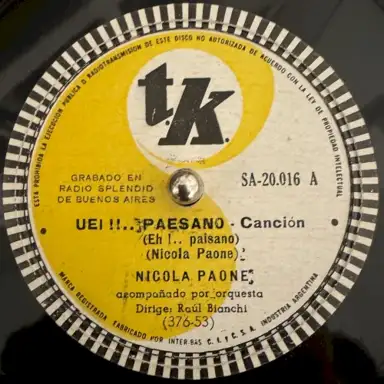 ESTA PROHIBIDA LA EJECUCION PUBLICA O RADIOTRANSMISION DE ESTE DISCO NO AUTORIZADAS DE ACUERDO CON LA LEY DE PROPIEDAD INTELECTUAL
t.k.
GRABADO EN
RADIO SPLENDID
DE BUENOS AIRES
SA-20.016 A
UEI !!.. PAESANO - Canción
(Eh !.. paisano)
(Nicola Paone)
NICOLA PAONE
acompañado por orquesta
Dirige: Raúl Bianchi
(376-53)
MARCA REGISTRADA FABRICADO POR INTER-BAS INDUSTRIA ARGENTINA